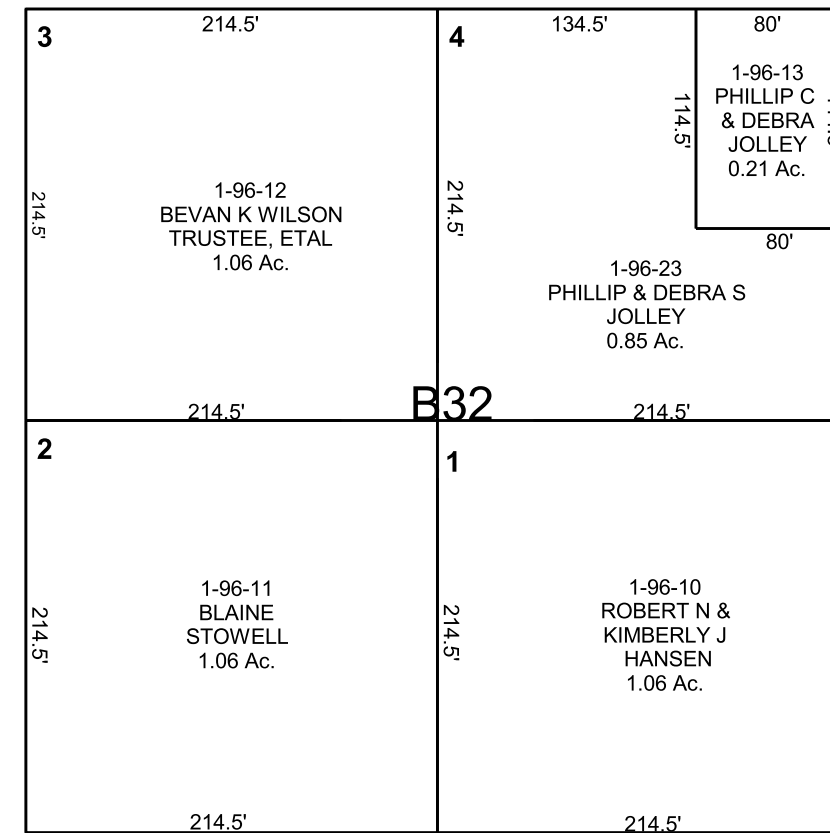 3
214.5'
4
134.5'
80'
1-96-13
PHILLIP C
& DEBRA
JOLLEY
0.21 Ac.
114.5'
214.5'
1-96-12
BEVAN K WILSON
TRUSTEE, ETAL
1.06 Ac.
214.5'
80'
1-96-23
PHILLIP & DEBRA S
JOLLEY
0.85 Ac.
214.5'
B32
214.5'
2
1
1-96-11
BLAINE
STOWELL
1.06 Ac.
214.5'
214.5'
1-96-10
ROBERT N &
KIMBERLY J
HANSEN
1.06 Ac.
214.5'
214.5'